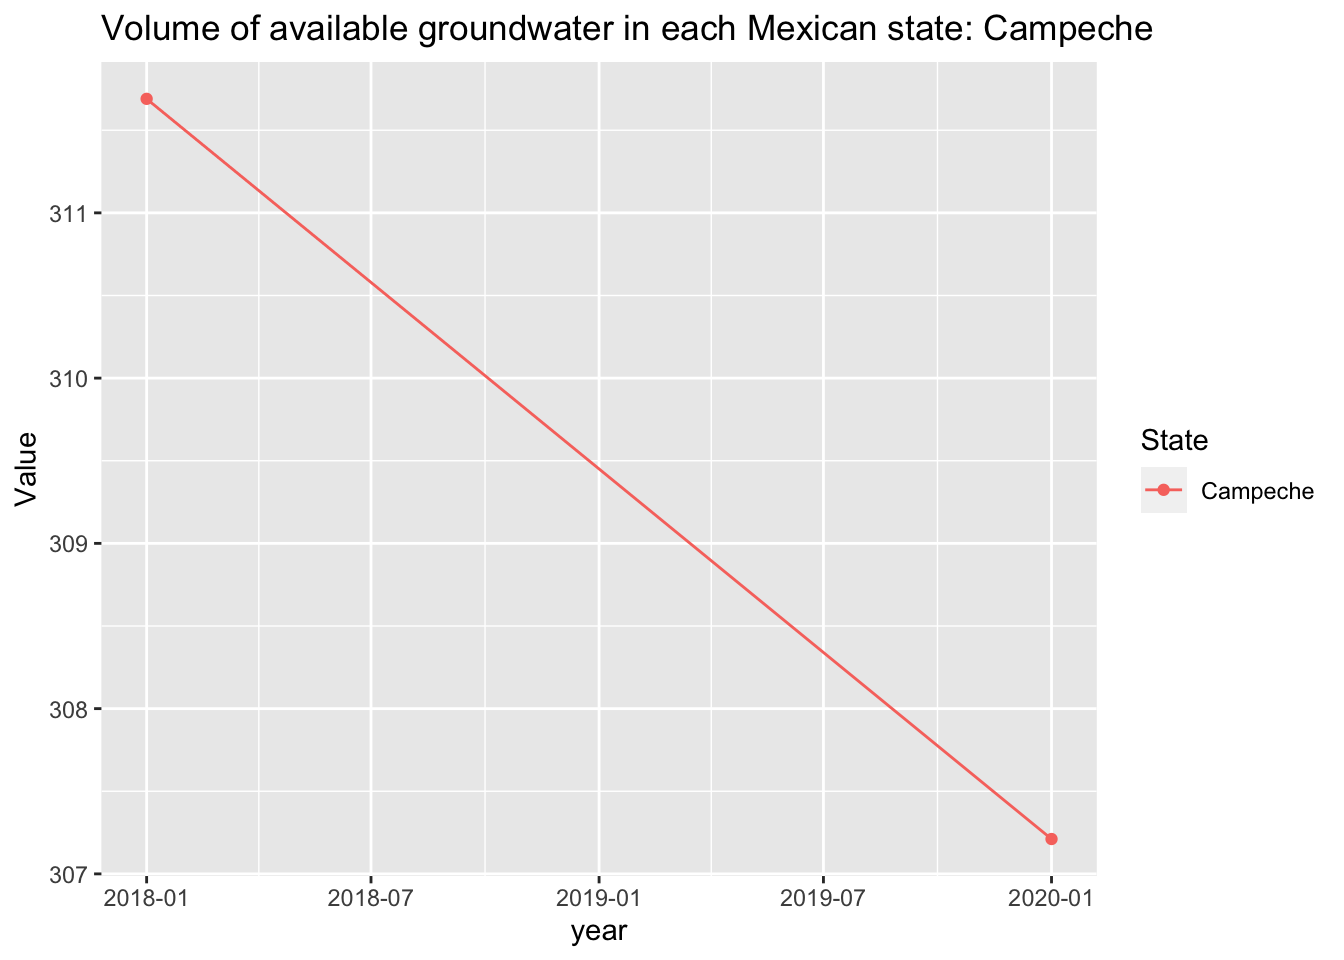 Volume of available groundwater in each Mexican state: Campeche
311
310
309
308
307
Value
2018-01 2018-07 2019-01 2019-07 2020-01
year
State
Campeche